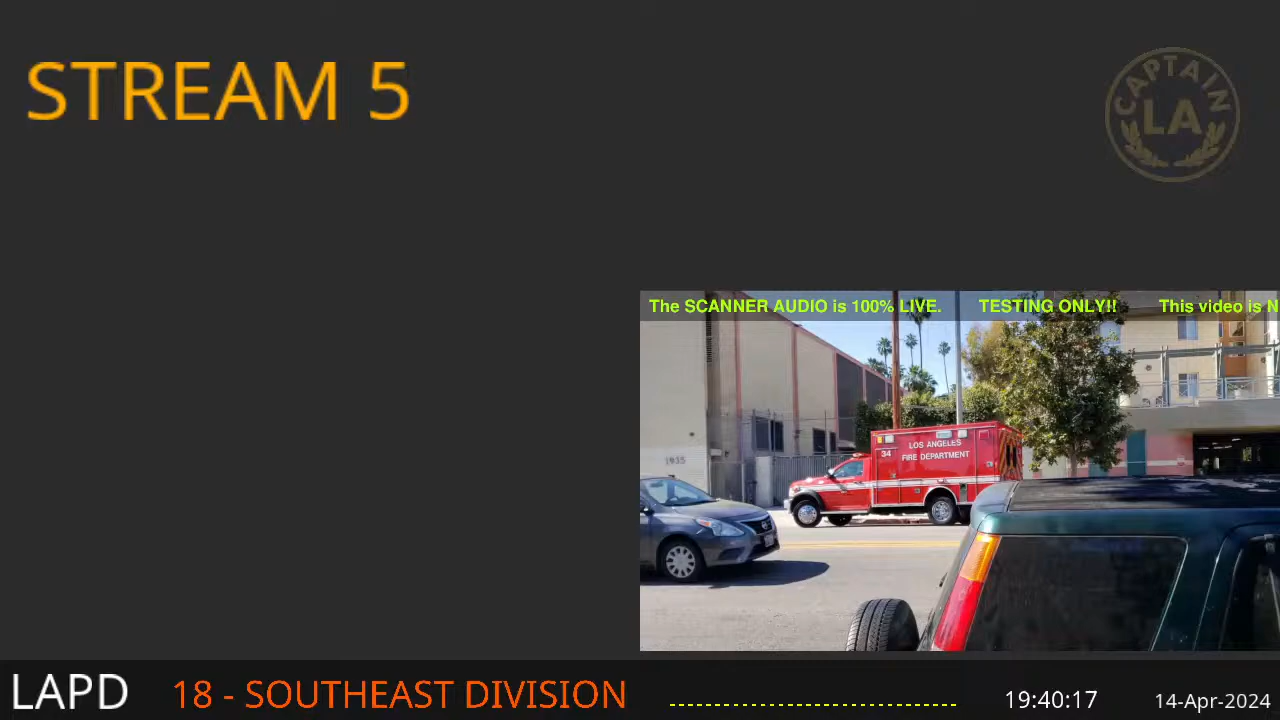 STREAM 5
CAPTAIN
LA
The SCANNER AUDIO is 100% LIVE. TESTING ONLY!! This video is N
1935
LOS ANGELES
34 FIRE DEPARTMENT
LAPD 18 - SOUTHEAST DIVISION 19:40:17 14-Apr-2024